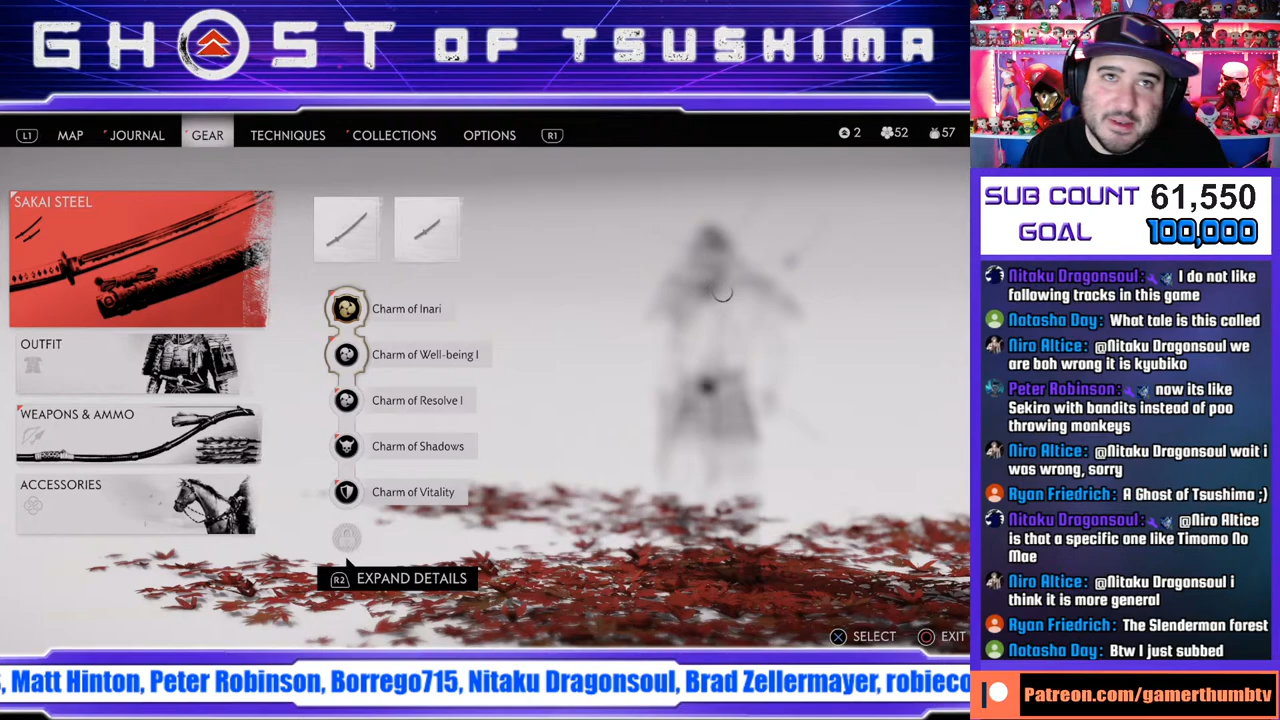 GHOST OF TSUSHIMA
L1 MAP JOURNAL GEAR TECHNIQUES COLLECTIONS OPTIONS R1
2 52 57
SAKAI STEEL
OUTFIT
WEAPONS & AMMO
ACCESSORIES
Charm of Inari
Charm of Well-being I
Charm of Resolve I
Charm of Shadows
Charm of Vitality
R2 EXPAND DETAILS
SELECT EXIT
SUB COUNT 61,550
GOAL 100,000
Nitaku Dragonsoul: I do not like
following tracks in this game
Natasha Day: What tale is this called
Niro Altice: @Nitaku Dragonsoul we
are boh wrong it is kyubiko
Peter Robinson: now its like
Sekiro with bandits instead of poo
throwing monkeys
Niro Altice: @Nitaku Dragonsoul wait i
was wrong, sorry
Ryan Friedrich: A Ghost of Tsushima ;)
Nitaku Dragonsoul: @Niro Altice
is that a specific one like Timomo No
Mae
Niro Altice: @Nitaku Dragonsoul i
think it is more general
Ryan Friedrich: The Slenderman forest
Natasha Day: Btw I just subbed
, Matt Hinton, Peter Robinson, Borrego715, Nitaku Dragonsoul, Brad Zellermayer, robieco
Patreon.com/gamerthumbtv